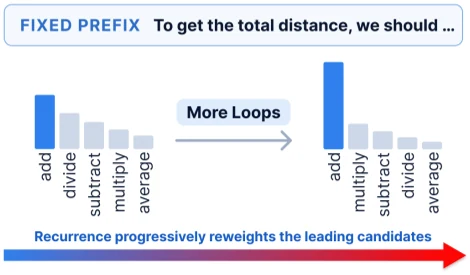 FIXED PREFIX To get the total distance, we should ...
More Loops
add
divide
subtract
multiply
average
add
multiply
subtract
divide
average
Recurrence progressively reweights the leading candidates